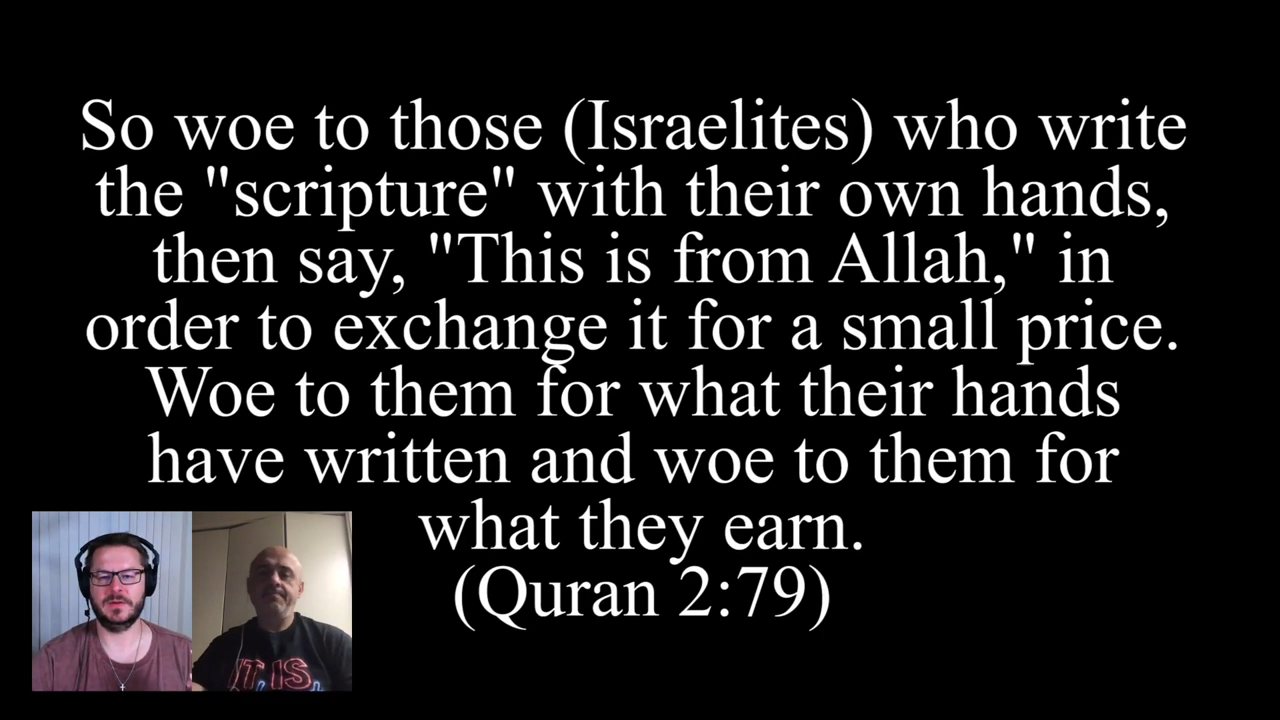 So woe to those (Israelites) who write
the "scripture" with their own hands,
then say, "This is from Allah," in
order to exchange it for a small price.
Woe to them for what their hands
have written and woe to them for
what they earn.
(Quran 2:79)
IT IS